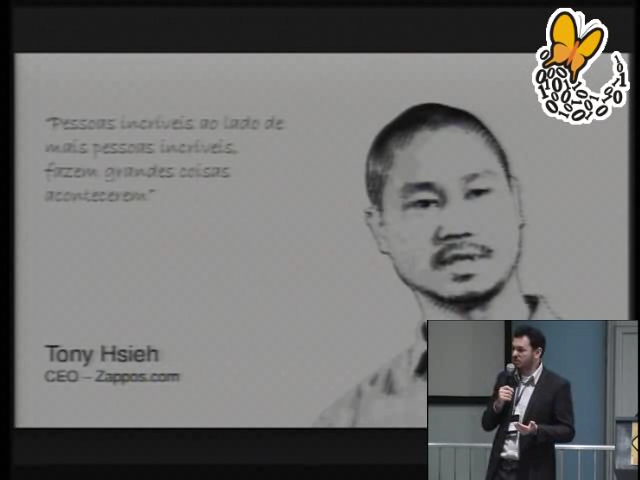 "Pessoas incríveis ao lado de
mais pessoas incríveis,
fazem grandes coisas
acontecerem"
Tony Hsieh
CEO – Zappos.com